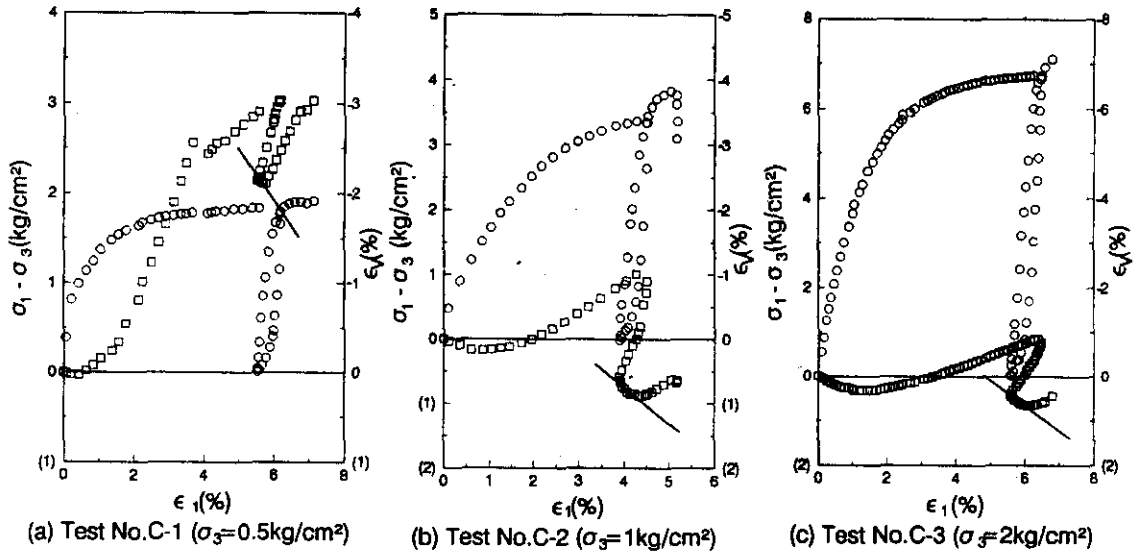 4
3
2
1
0
(1)
σ₁ - σ₃(kg/cm²)
-4
-3
-2
-1
0
(1)
εᵥ(%)
0 2 4 6 8
ε₁(%)
(a) Test No.C-1 (σ₃=0.5kg/cm²)
5
4
3
2
1
0
(1)
(2)
σ₁ - σ₃ (kg/cm²)
-5
-4
-3
-2
-1
0
(1)
(2)
εᵥ(%)
0 1 2 3 4 5 6
ε₁(%)
(b) Test No.C-2 (σ₃=1kg/cm²)
8
6
4
2
0
(2)
σ₁ - σ₃(kg/cm²)
-8
-6
-4
-2
0
(2)
εᵥ(%)
0 2 4 6 8
ε₁(%)
(c) Test No.C-3 (σ₃=2kg/cm²)